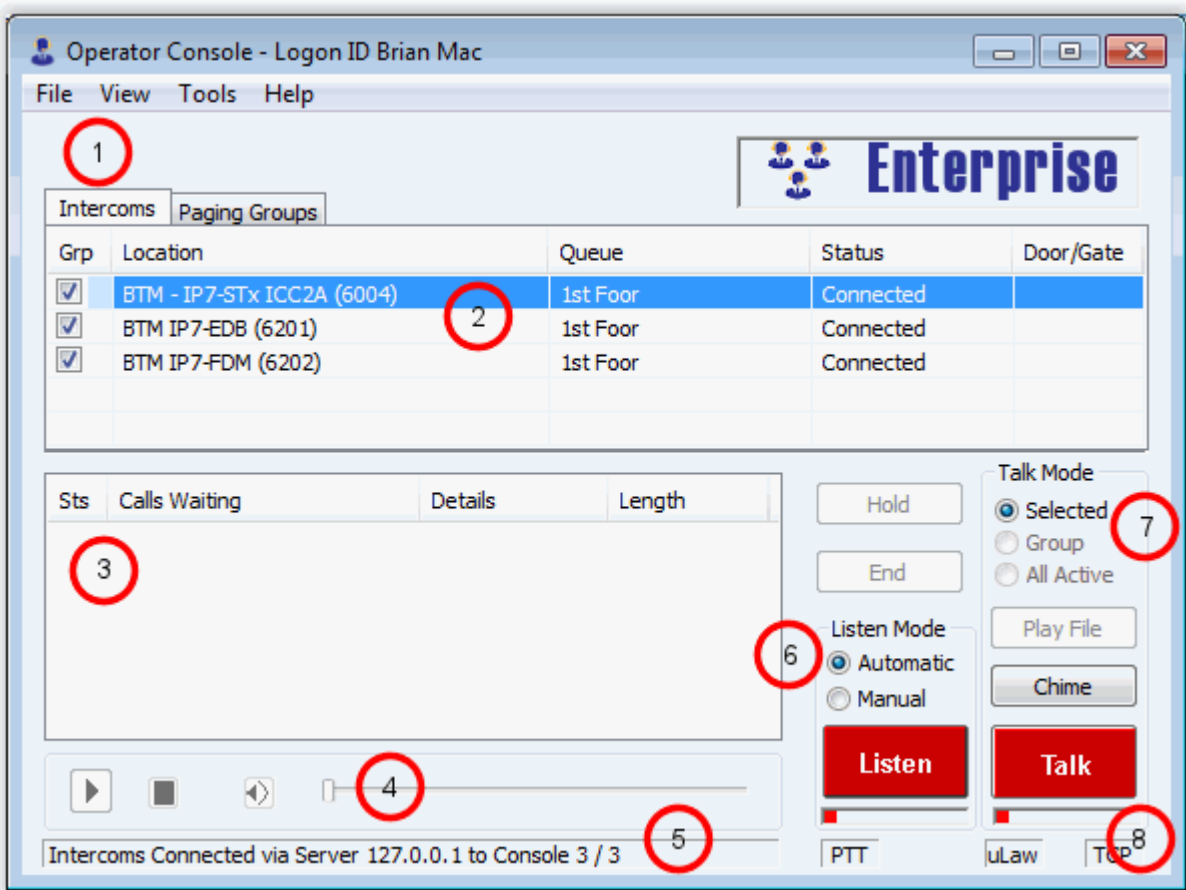 Operator Console - Logon ID Brian Mac
File View Tools Help
1
Enterprise
Intercoms Paging Groups
Grp Location Queue Status Door/Gate
BTM - IP7-STx ICC2A (6004) 1st Foor Connected
2
BTM IP7-EDB (6201) 1st Foor Connected
BTM IP7-FDM (6202) 1st Foor Connected
Sts Calls Waiting Details Length
3
Hold
End
Talk Mode
Selected
7
Group
All Active
Play File
Chime
Talk
6
Listen Mode
Automatic
Manual
Listen
4
5
Intercoms Connected via Server 127.0.0.1 to Console 3 / 3
PTT
uLaw
TCP
8